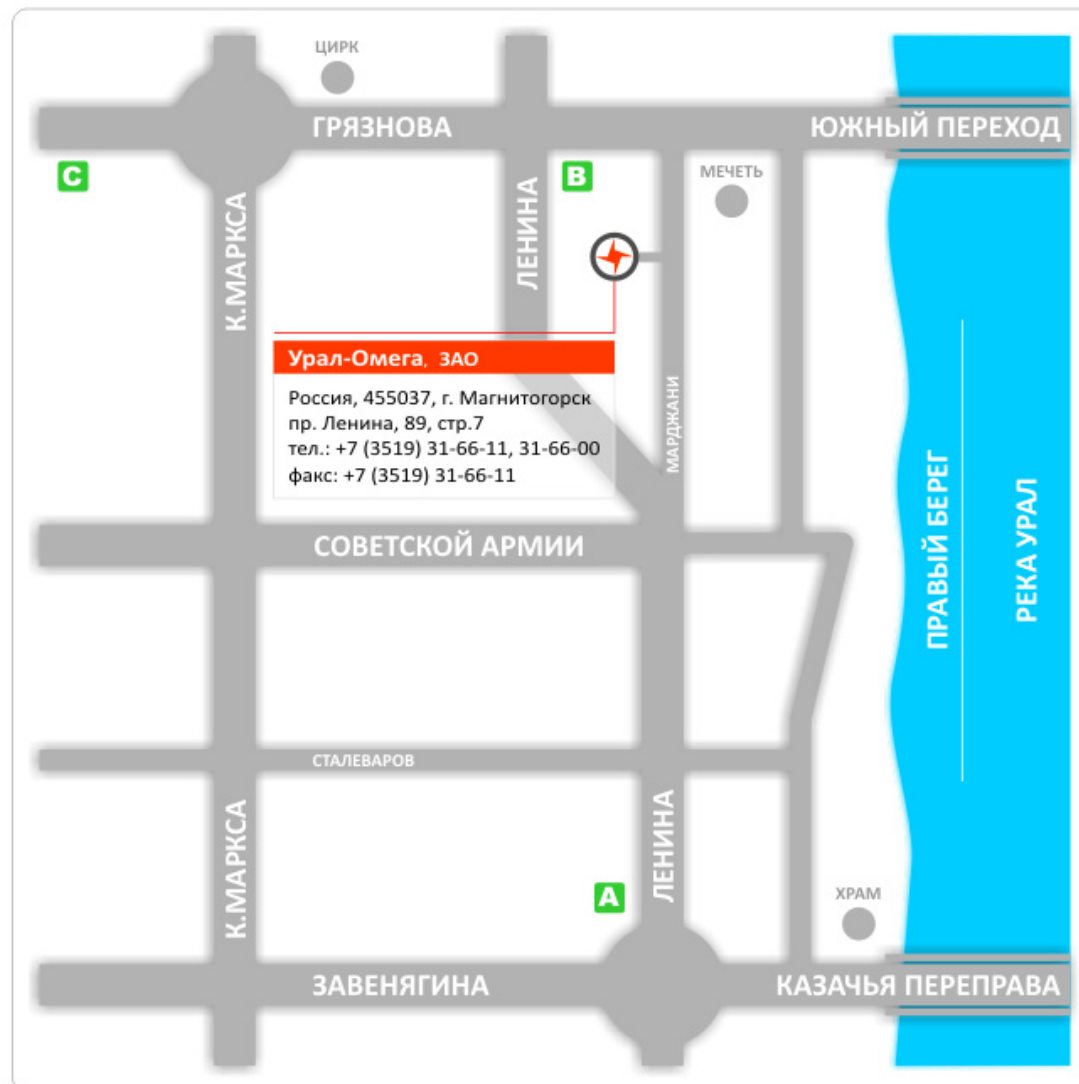 ЦИРК
ГРЯЗНОВА
ЮЖНЫЙ ПЕРЕХОД
C
B
МЕЧЕТЬ
К.МАРКСА
ЛЕНИНА
Урал-Омега, ЗАО
Россия, 455037, г. Магнитогорск
пр. Ленина, 89, стр.7
тел.: +7 (3519) 31-66-11, 31-66-00
факс: +7 (3519) 31-66-11
МАРДЖАНИ
СОВЕТСКОЙ АРМИИ
ПРАВЫЙ БЕРЕГ
РЕКА УРАЛ
СТАЛЕВАРОВ
К.МАРКСА
ЛЕНИНА
A
ХРАМ
ЗАВЕНЯГИНА
КАЗАЧЬЯ ПЕРЕПРАВА